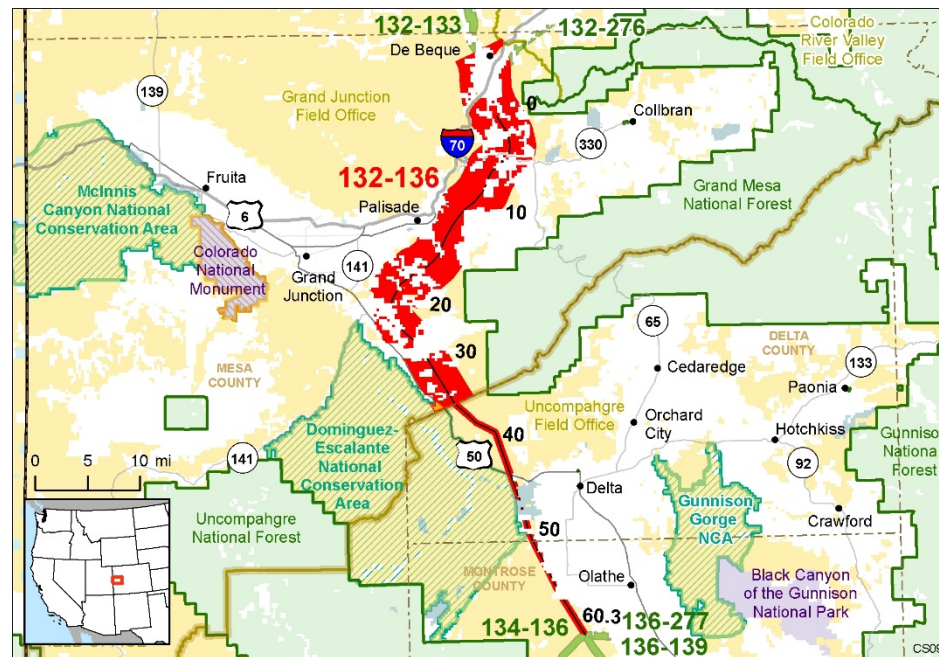 132-133
132-276
De Beque
Colorado
River Valley
Field Office
139
Grand Junction
Field Office
0
Collbran
70
330
132-136
McInnis
Canyon National
Conservation Area
Fruita
6
Palisade
10
Grand Mesa
National Forest
Colorado
National
Monument
Grand
Junction
141
20
30
65
DELTA
COUNTY
133
MESA
COUNTY
Cedaredge
Paonia
Uncompahgre
Field Office
Orchard
City
Hotchkiss
Gunnison
National
Forest
0 5 10 mi
141
Dominguez-
Escalante
National
Conservation
Area
40
50
92
Delta
Gunnison
Gorge
NCA
Crawford
Uncompahgre
National Forest
50
MONTROSE
COUNTY
Olathe
Black Canyon
of the Gunnison
National Park
60.3
134-136
136-277
136-139
CS09